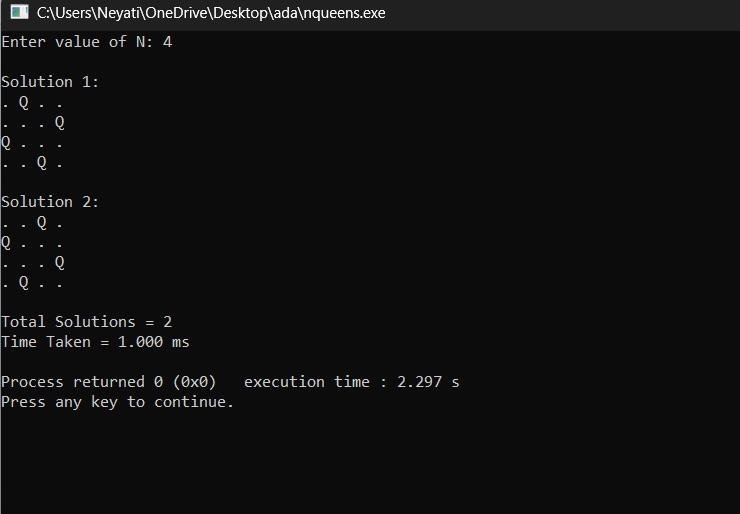 C:\Users\Neyati\OneDrive\Desktop\ada\nqueens.exe
Enter value of N: 4
Solution 1:
. Q . .
. . . Q
Q . . .
. . Q .
Solution 2:
. . Q .
Q . . .
. . . Q
. Q . .
Total Solutions = 2
Time Taken = 1.000 ms
Process returned 0 (0x0)   execution time : 2.297 s
Press any key to continue.